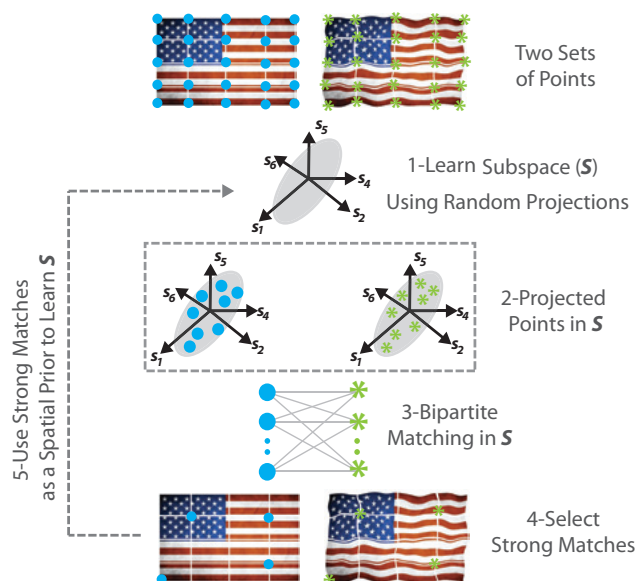 Two Sets
of Points
1-Learn Subspace (S)
Using Random Projections
s5
s6
s4
s1
s2
5-Use Strong Matches
as a Spatial Prior to Learn S
s5
s6
s4
s1
s2
s5
s6
s4
s1
s2
2-Projected
Points in S
3-Bipartite
Matching in S
4-Select
Strong Matches